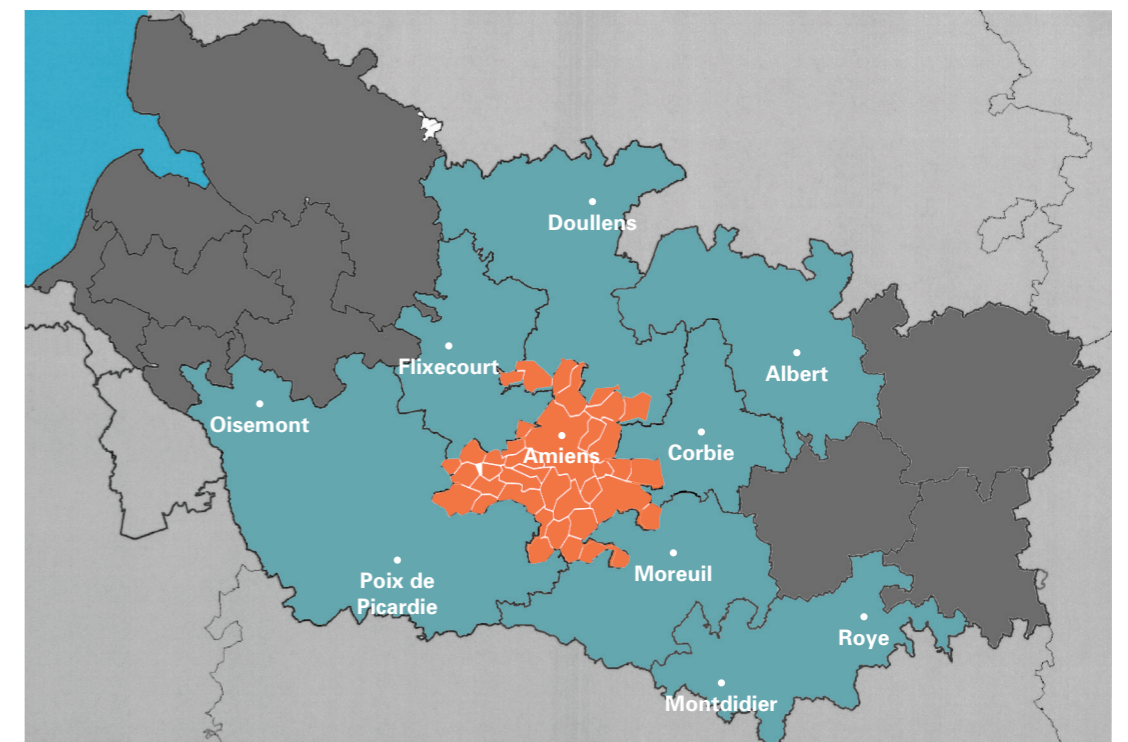 Doullens
Flixecourt
Albert
Oisemont
Amiens
Corbie
Poix de
Picardie
Moreuil
Roye
Montdidier